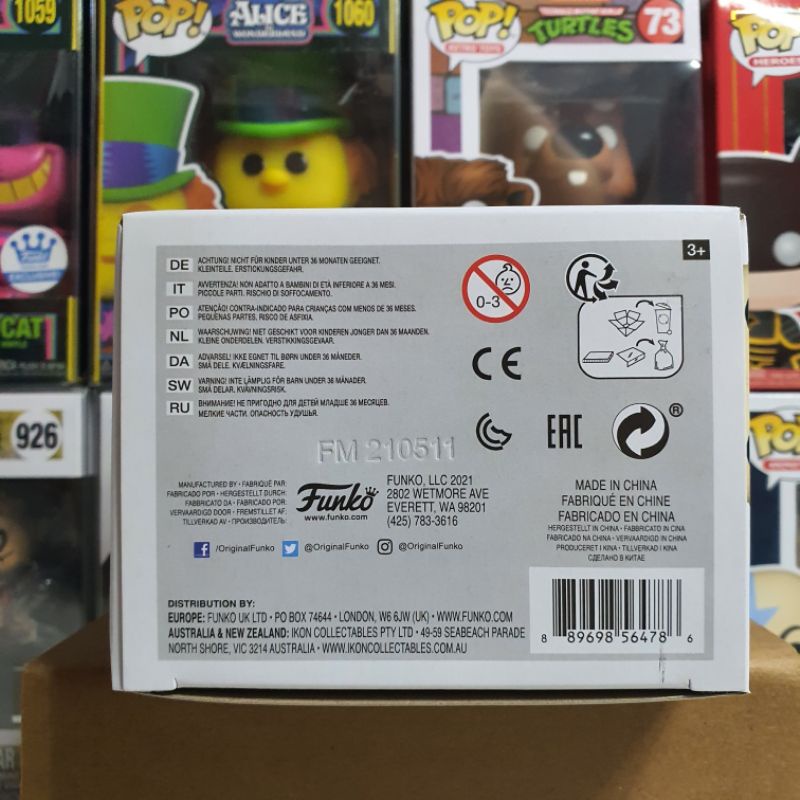 1059
POP!
ALICE
IN WONDERLAND
1060
POP!
RETRO TOYS
TURTLES
73
POP
HEROES
Funko
EXCLUSIVE
CAT
926
PO
3+
DE ACHTUNG! NICHT FÜR KINDER UNTER 36 MONATEN GEEIGNET.
KLEINTEILE. ERSTICKUNGSGEFAHR.
IT AVVERTENZA! NON ADATTO A BAMBINI DI ETÀ INFERIORE A 36 MESI.
PICCOLE PARTI. RISCHIO DI SOFFOCAMENTO.
PO ATENÇÃO! CONTRA-INDICADO PARA CRIANÇAS COM MENOS DE 36 MESES.
PEQUENAS PARTES, RISCO DE ASFIXIA.
NL WAARSCHUWING! NIET GESCHIKT VOOR KINDEREN JONGER DAN 36 MAANDEN.
KLEINE ONDERDELEN. VERSTIKKINGSGEVAAR.
DA ADVARSEL! IKKE EGNET TIL BØRN UNDER 36 MÅNEDER.
SMÅ DELE. KVÆLNINGSFARE.
SW VARNING! INTE LÄMPLIG FÖR BARN UNDER 36 MÅNADER.
SMÅ DELAR, KVÄVNINGSRISK.
RU ВНИМАНИЕ! НЕ ПРИГОДНО ДЛЯ ДЕТЕЙ МЛАДШЕ 36 МЕСЯЦЕВ.
МЕЛКИЕ ЧАСТИ. ОПАСНОСТЬ УДУШЬЯ.
0-3
CE
EAC
®
FM 210511
MANUFACTURED BY • FABRIQUÉ PAR
FABRICADO POR • HERGESTELLT DURCH:
FABBRICATO DA • FABRICADO POR:
VERVAARDIGD DOOR • FREMSTILLET AF:
TILLVERKAD AV • ПРОИЗВОДИТЕЛЬ:
Funko
www.funko.com
FUNKO, LLC 2021
2802 WETMORE AVE
EVERETT, WA 98201
(425) 783-3616
MADE IN CHINA
FABRIQUÉ EN CHINE
FABRICADO EN CHINA
HERGESTELLT IN CHINA • FABBRICATO IN CINA
FABRICADO NA CHINA • VERVAARDIGD IN CHINA
PRODUCERET I KINA • TILLVERKAD I KINA
СДЕЛАНО В КИТАЕ
/OriginalFunko @OriginalFunko @OriginalFunko
DISTRIBUTION BY:
EUROPE: FUNKO UK LTD • PO BOX 74644 • LONDON, W6 6JW (UK) • WWW.FUNKO.COM
AUSTRALIA & NEW ZEALAND: IKON COLLECTABLES PTY LTD • 49-59 SEABEACH PARADE
NORTH SHORE, VIC 3214 AUSTRALIA • WWW.IKONCOLLECTABLES.COM.AU
8 89698 56478 6